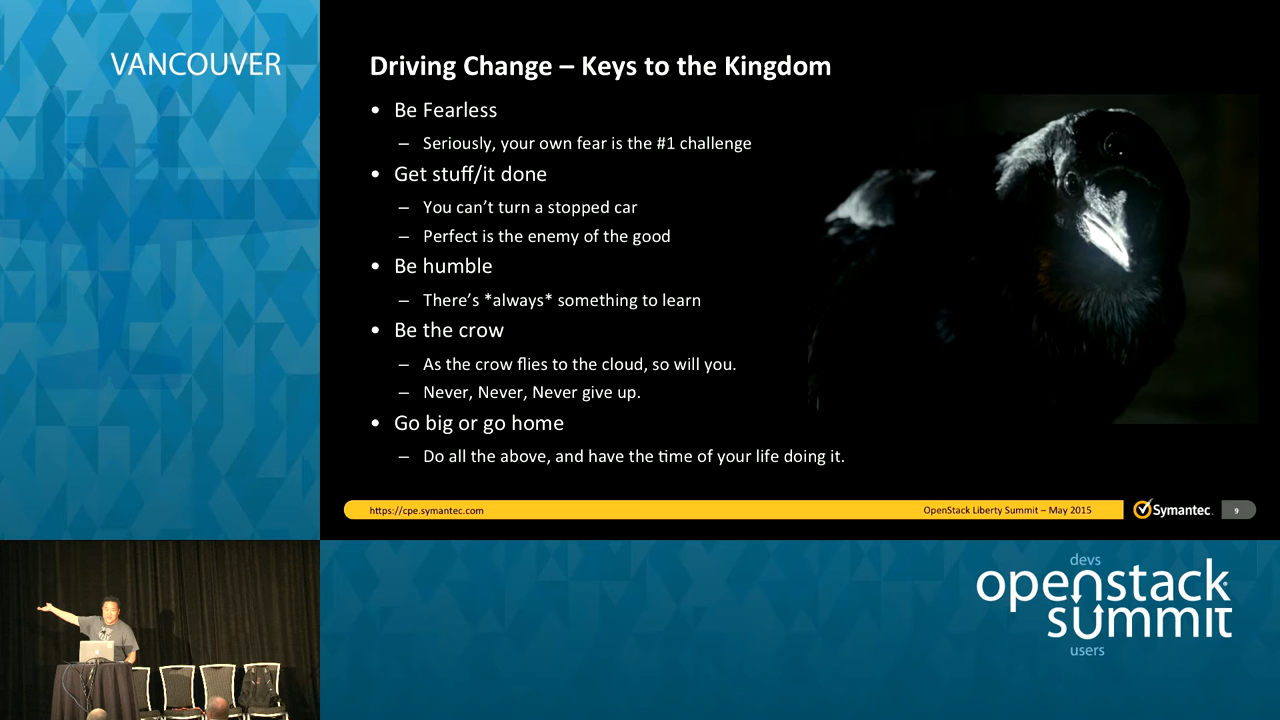 VANCOUVER
Driving Change – Keys to the Kingdom
• Be Fearless
– Seriously, your own fear is the #1 challenge
• Get stuff/it done
– You can’t turn a stopped car
– Perfect is the enemy of the good
• Be humble
– There’s *always* something to learn
• Be the crow
– As the crow flies to the cloud, so will you.
– Never, Never, Never give up.
• Go big or go home
– Do all the above, and have the time of your life doing it.
https://cpe.symantec.com
OpenStack Liberty Summit – May 2015
Symantec.
9
devs
openstack
summit
users